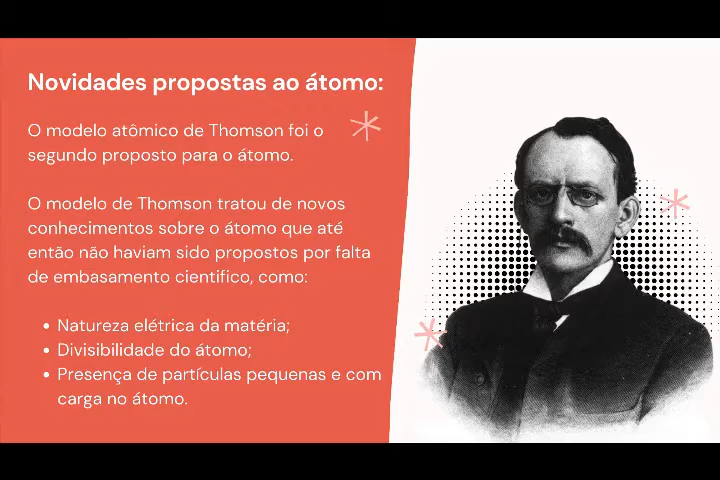 Novidades propostas ao átomo:
O modelo atômico de Thomson foi o
segundo proposto para o átomo.
O modelo de Thomson tratou de novos
conhecimentos sobre o átomo que até
então não haviam sido propostos por falta
de embasamento cientifico, como:
• Natureza elétrica da matéria;
• Divisibilidade do átomo;
• Presença de partículas pequenas e com
carga no átomo.